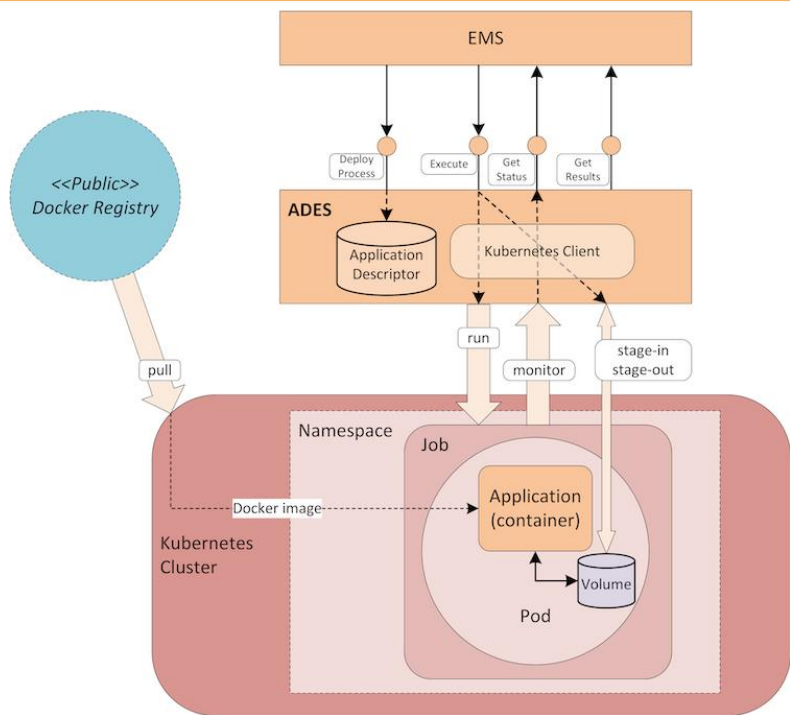 EMS
Deploy
Process
Execute
Get
Status
Get
Results
<<Public>>
Docker Registry
ADES
Application
Descriptor
Kubernetes Client
pull
run
monitor
stage-in
stage-out
Namespace
Job
Application
(container)
Docker image
Kubernetes
Cluster
Volume
Pod